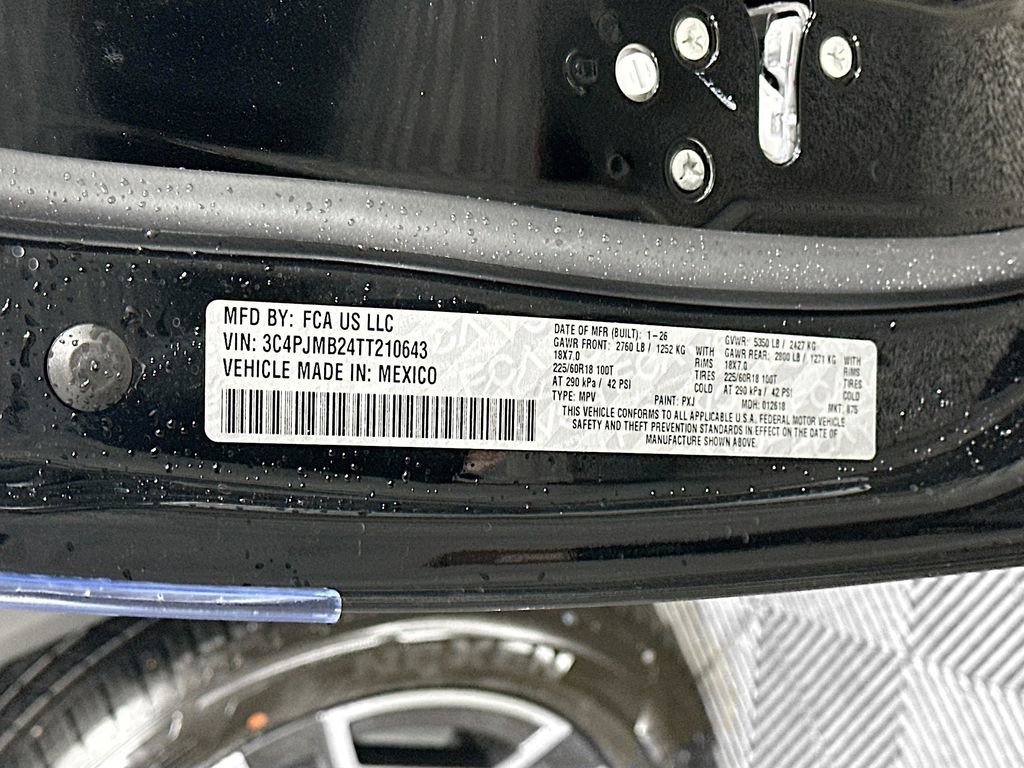 MFD BY: FCA US LLC
VIN: 3C4PJMB24TT210643
VEHICLE MADE IN: MEXICO
DATE OF MFR (BUILT): 1-26
GVWR: 5350 LB / 2427 KG
GAWR FRONT: 2760 LB / 1252 KG WITH
GAWR REAR: 2800 LB / 1271 KG WITH
18X7.0 RIMS
18X7.0 RIMS
225/60R18 100T TIRES
225/60R18 100T TIRES
AT 290 kPa / 42 PSI COLD
AT 290 kPa / 42 PSI COLD
TYPE: MPV PAINT: PXJ MDH: 012618 MKT: 875
THIS VEHICLE CONFORMS TO ALL APPLICABLE U.S.A. FEDERAL MOTOR VEHICLE
SAFETY AND THEFT PREVENTION STANDARDS IN EFFECT ON THE DATE OF
MANUFACTURE SHOWN ABOVE.
NEXEN